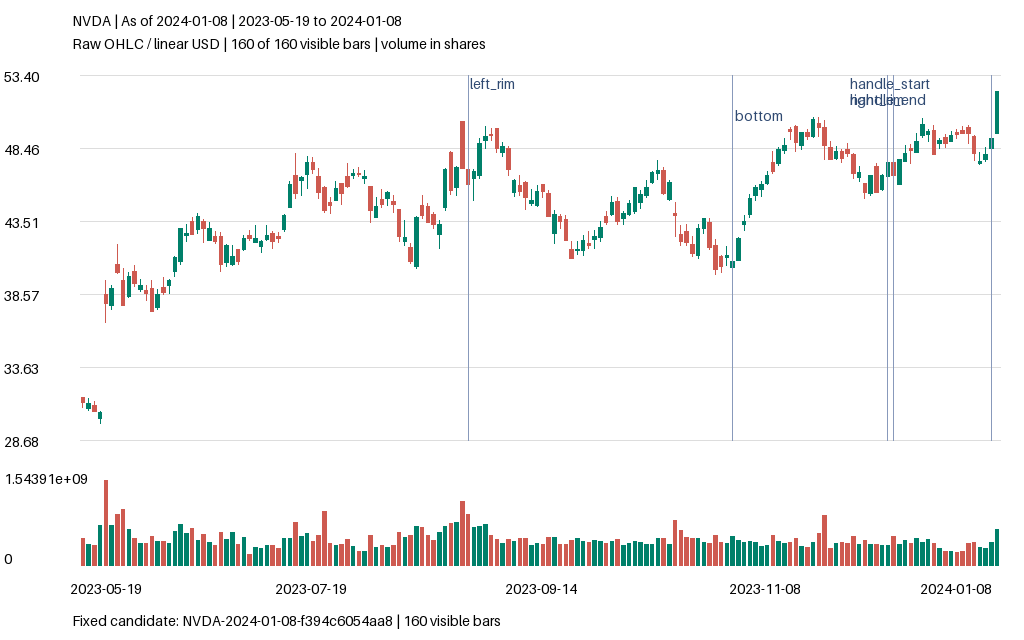 NVDA | As of 2024-01-08 | 2023-05-19 to 2024-01-08
Raw OHLC / linear USD | 160 of 160 visible bars | volume in shares
53.40
left_rim
handle_start
handle_end
bottom
48.46
43.51
38.57
33.63
28.68
1.54391e+09
0
2023-05-19
2023-07-19
2023-09-14
2023-11-08
2024-01-08
Fixed candidate: NVDA-2024-01-08-f394c6054aa8 | 160 visible bars